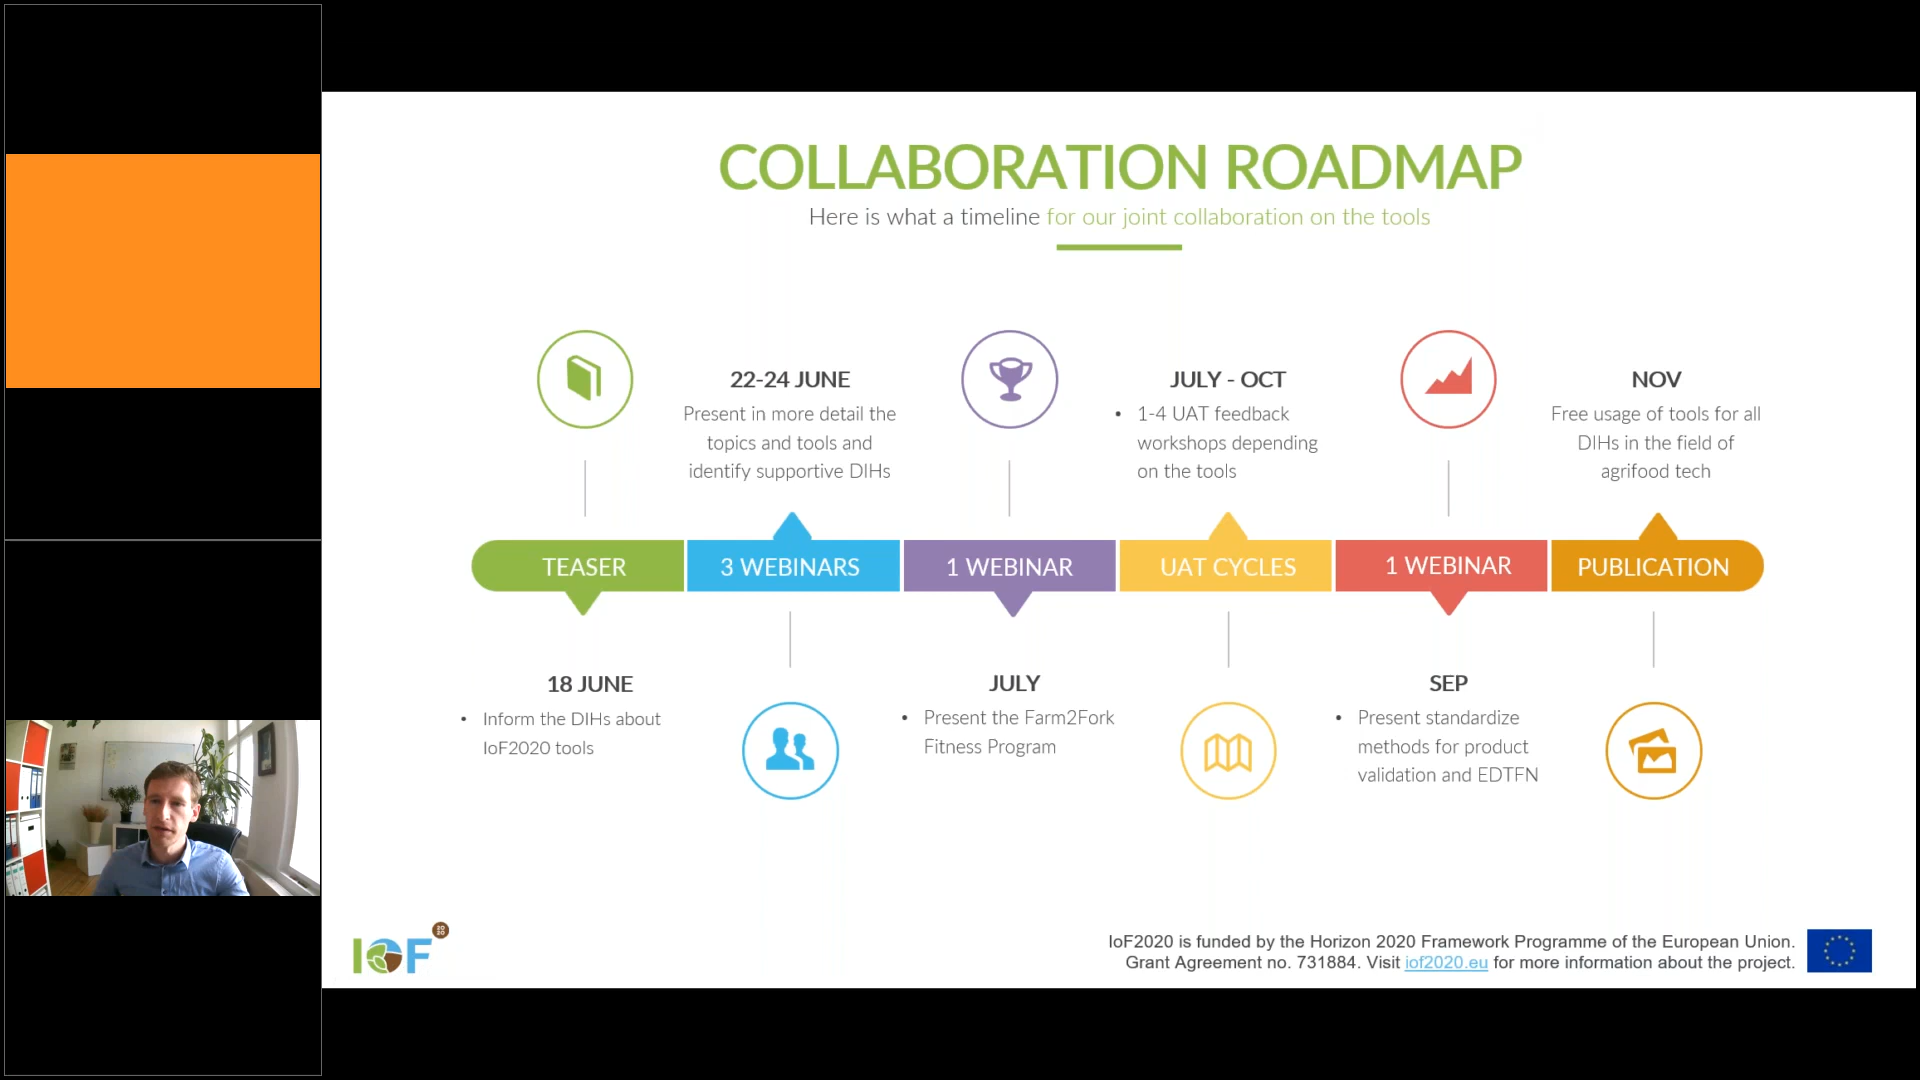 COLLABORATION ROADMAP
Here is what a timeline for our joint collaboration on the tools
22-24 JUNE
Present in more detail the
topics and tools and
identify supportive DIHs
JULY - OCT
• 1-4 UAT feedback
workshops depending
on the tools
NOV
Free usage of tools for all
DIHs in the field of
agrifood tech
TEASER
3 WEBINARS
1 WEBINAR
UAT CYCLES
1 WEBINAR
PUBLICATION
18 JUNE
• Inform the DIHs about
IoF2020 tools
JULY
• Present the Farm2Fork
Fitness Program
SEP
• Present standardize
methods for product
validation and EDTFN
IOF
20
20
IoF2020 is funded by the Horizon 2020 Framework Programme of the European Union.
Grant Agreement no. 731884. Visit iof2020.eu for more information about the project.